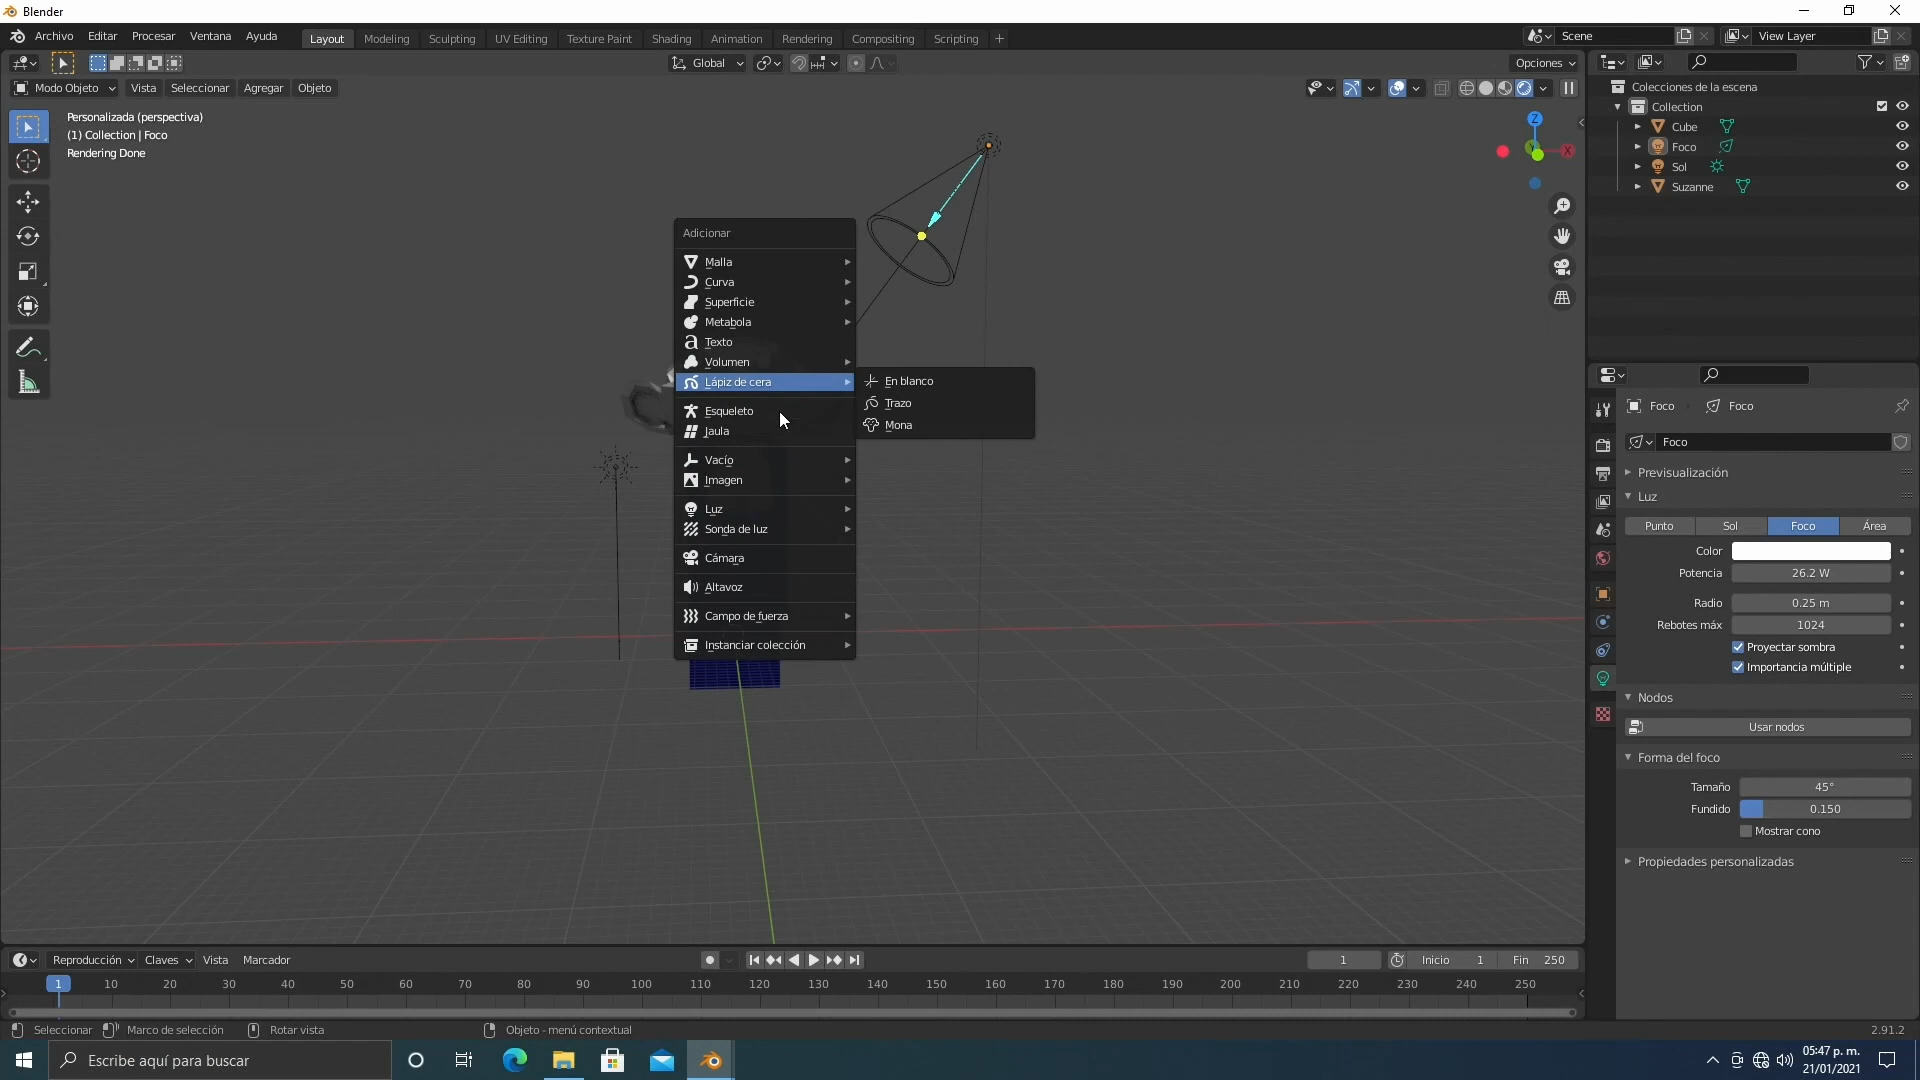 Blender
Archivo Editar Procesar Ventana Ayuda Layout Modeling Sculpting UV Editing Texture Paint Shading Animation Rendering Compositing Scripting + Scene View Layer
Global Opciones
Modo Objeto Vista Seleccionar Agregar Objeto
Personalizada (perspectiva)
(1) Collection | Foco
Rendering Done
Z
X
Adicionar
Malla
Curva
Superficie
Metabola
Texto
Volumen
Lápiz de cera
Esqueleto
Jaula
Vacío
Imagen
Luz
Sonda de luz
Cámara
Altavoz
Campo de fuerza
Instanciar colección
En blanco
Trazo
Mona
Colecciones de la escena
Collection
Cube
Foco
Sol
Suzanne
Foco Foco
Foco
Previsualización
Luz
Punto Sol Foco Área
Color
Potencia 26.2 W
Radio 0.25 m
Rebotes máx 1024
Proyectar sombra
Importancia múltiple
Nodos
Usar nodos
Forma del foco
Tamaño 45°
Fundido 0.150
Mostrar cono
Propiedades personalizadas
Reproducción Claves Vista Marcador 1 Inicio 1 Fin 250
1 10 20 30 40 50 60 70 80 90 100 110 120 130 140 150 160 170 180 190 200 210 220 230 240 250
Seleccionar Marco de selección Rotar vista Objeto - menú contextual 2.91.2
Escribe aquí para buscar
05:47 p. m.
21/01/2021